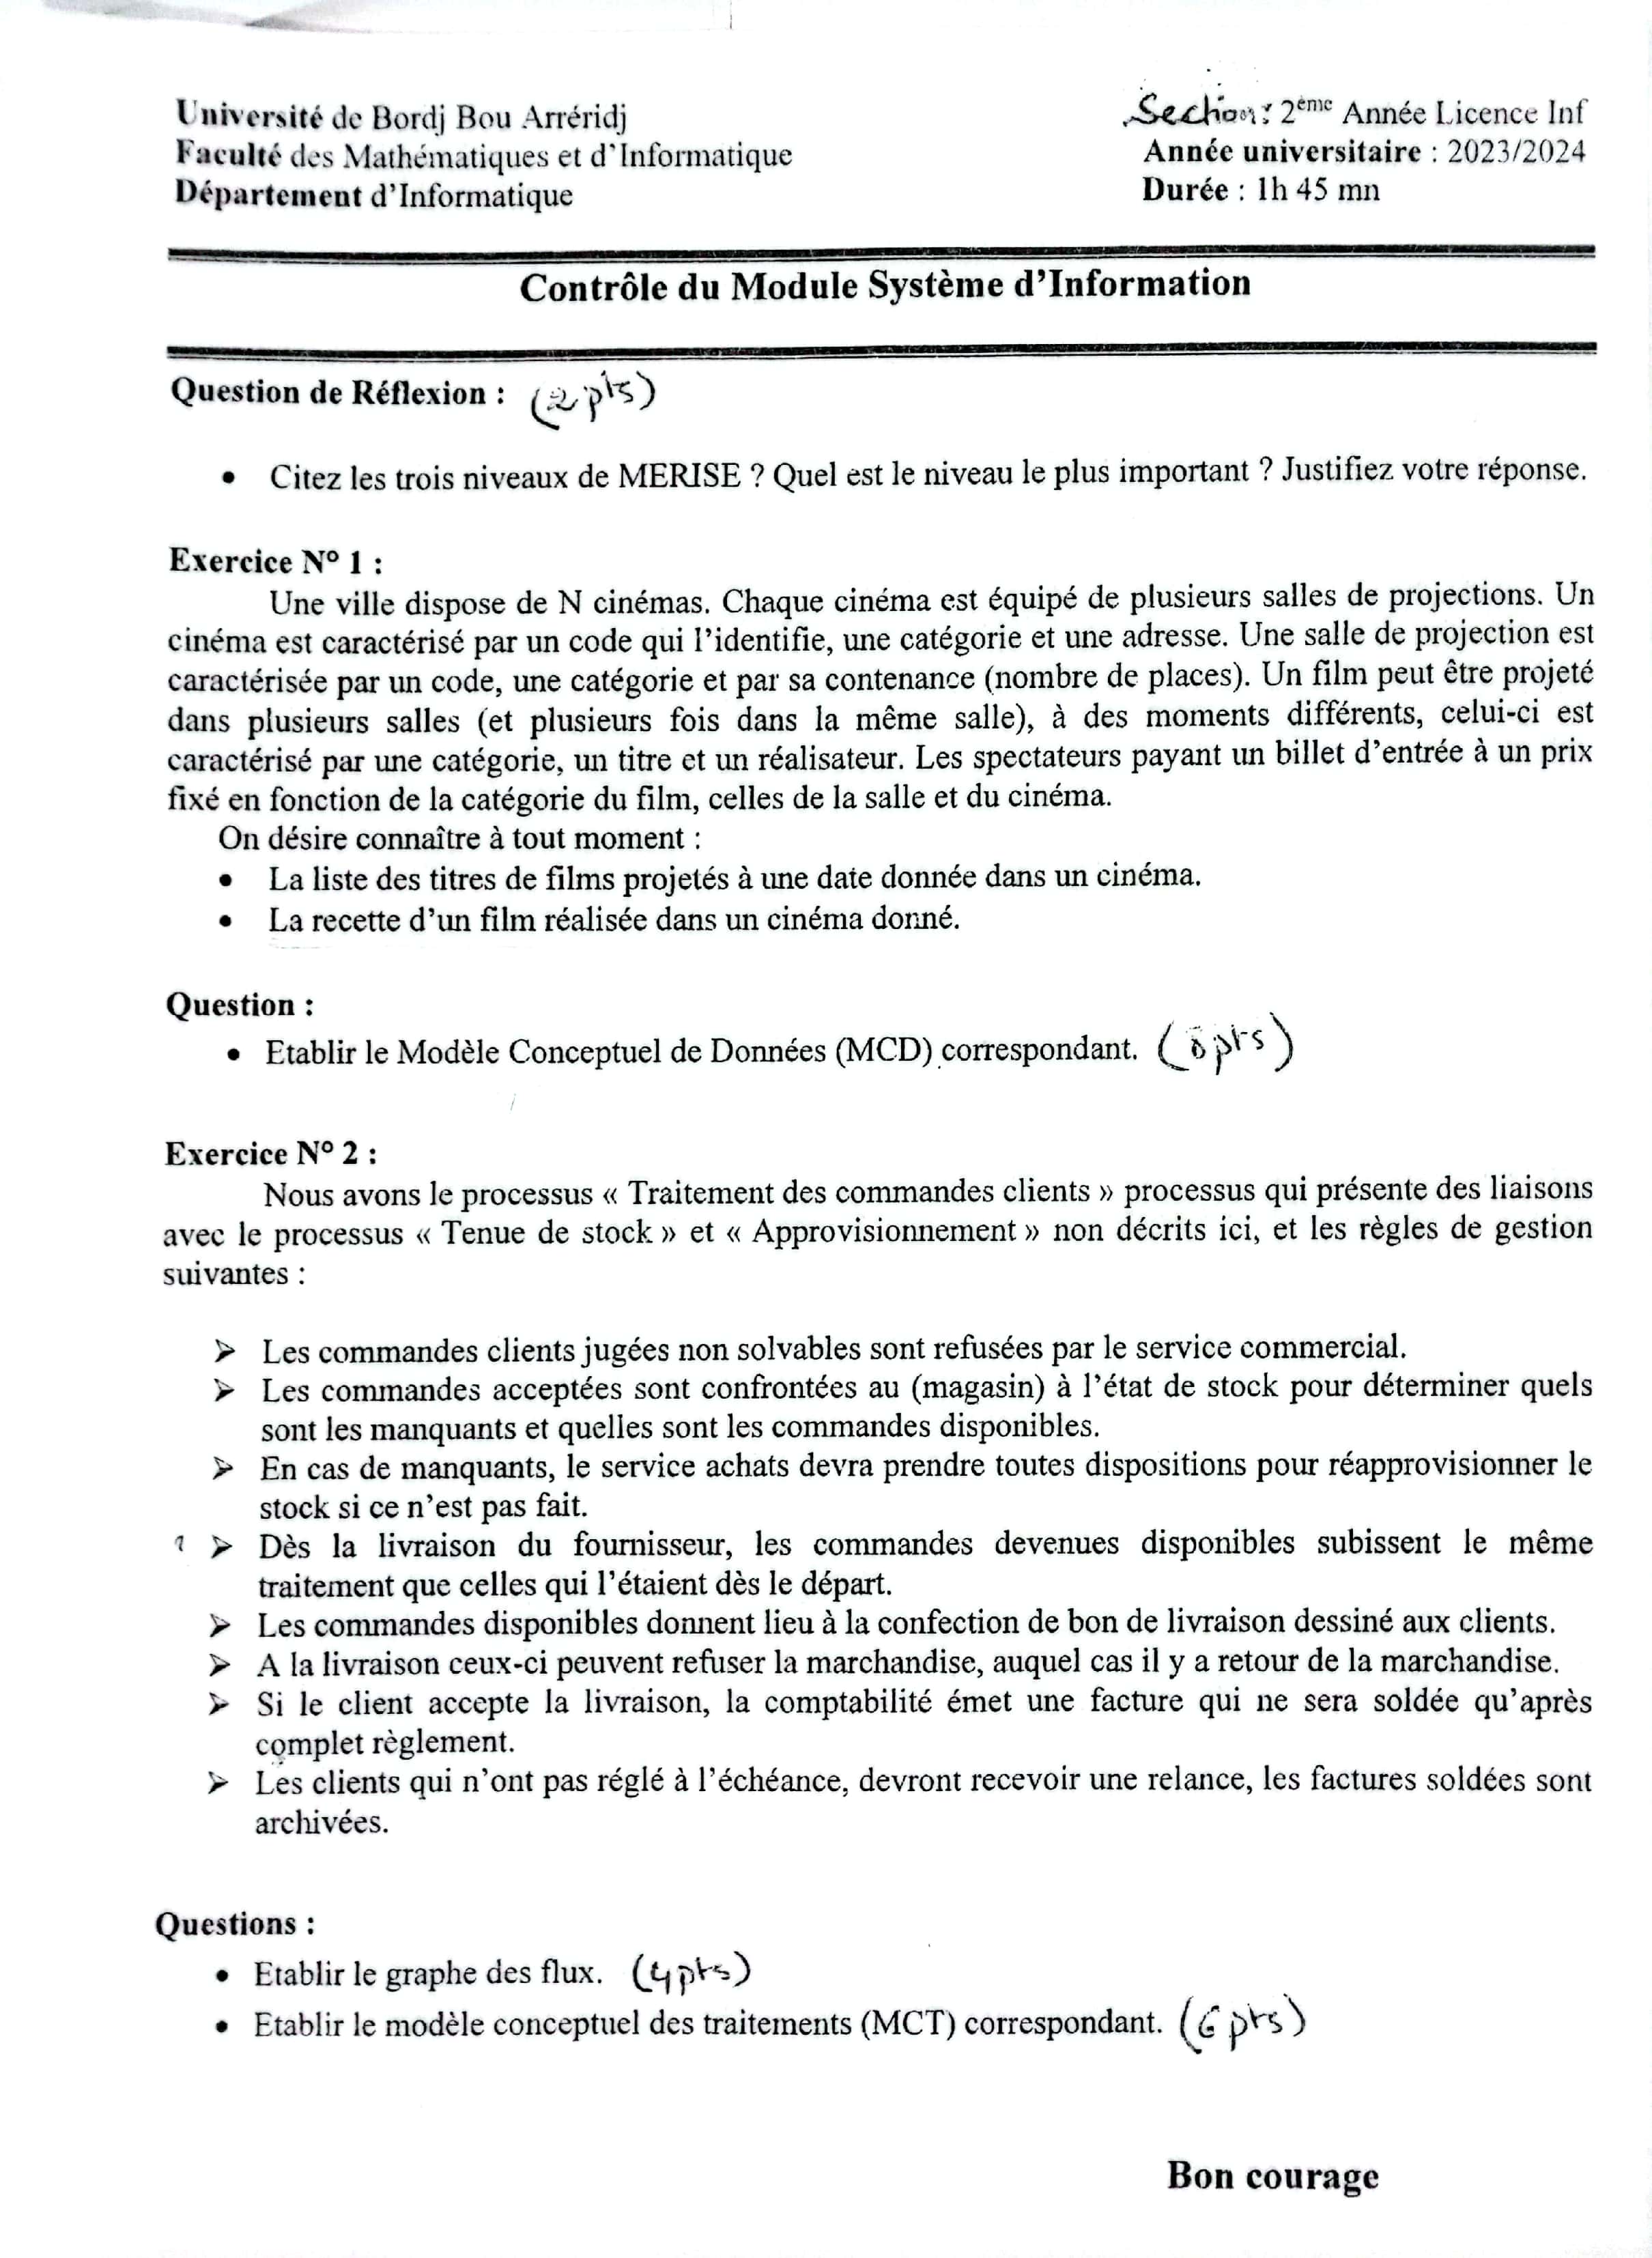 Université de Bordj Bou Arréridj
Faculté des Mathématiques et d'Informatique
Département d'Informatique
Section : 2ème Année Licence Inf
Année universitaire : 2023/2024
Durée : 1h 45 mn
Contrôle du Module Système d'Information
Question de Réflexion : (2 pts)
• Citez les trois niveaux de MERISE ? Quel est le niveau le plus important ? Justifiez votre réponse.
Exercice N° 1 :
Une ville dispose de N cinémas. Chaque cinéma est équipé de plusieurs salles de projections. Un
cinéma est caractérisé par un code qui l'identifie, une catégorie et une adresse. Une salle de projection est
caractérisée par un code, une catégorie et par sa contenance (nombre de places). Un film peut être projeté
dans plusieurs salles (et plusieurs fois dans la même salle), à des moments différents, celui-ci est
caractérisé par une catégorie, un titre et un réalisateur. Les spectateurs payant un billet d'entrée à un prix
fixé en fonction de la catégorie du film, celles de la salle et du cinéma.
On désire connaître à tout moment :
• La liste des titres de films projetés à une date donnée dans un cinéma.
• La recette d'un film réalisée dans un cinéma donné.
Question :
• Etablir le Modèle Conceptuel de Données (MCD) correspondant. ( pts)
Exercice N° 2 :
Nous avons le processus « Traitement des commandes clients » processus qui présente des liaisons
avec le processus « Tenue de stock » et « Approvisionnement » non décrits ici, et les règles de gestion
suivantes :
➢ Les commandes clients jugées non solvables sont refusées par le service commercial.
➢ Les commandes acceptées sont confrontées au (magasin) à l'état de stock pour déterminer quels
sont les manquants et quelles sont les commandes disponibles.
➢ En cas de manquants, le service achats devra prendre toutes dispositions pour réapprovisionner le
stock si ce n'est pas fait.
➢ Dès la livraison du fournisseur, les commandes devenues disponibles subissent le même
traitement que celles qui l'étaient dès le départ.
➢ Les commandes disponibles donnent lieu à la confection de bon de livraison dessiné aux clients.
➢ A la livraison ceux-ci peuvent refuser la marchandise, auquel cas il y a retour de la marchandise.
➢ Si le client accepte la livraison, la comptabilité émet une facture qui ne sera soldée qu'après
complet règlement.
➢ Les clients qui n'ont pas réglé à l'échéance, devront recevoir une relance, les factures soldées sont
archivées.
Questions :
• Etablir le graphe des flux. (4 pts)
• Etablir le modèle conceptuel des traitements (MCT) correspondant. (6 pts)
Bon courage